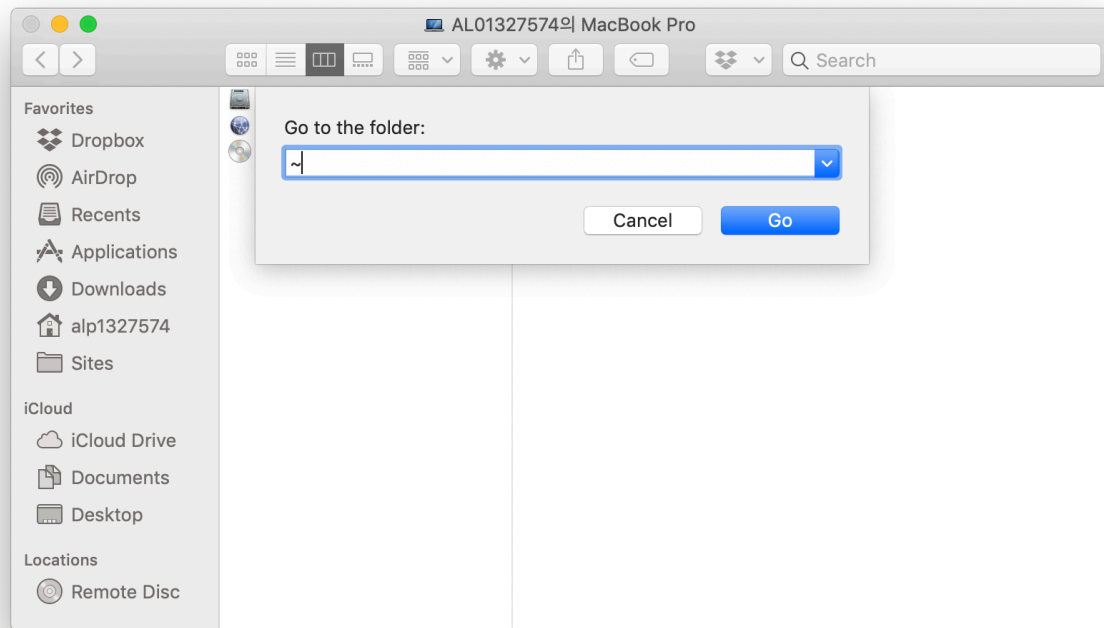 AL01327574의 MacBook Pro
Search
Favorites
Dropbox
AirDrop
Recents
Applications
Downloads
alp1327574
Sites
iCloud
iCloud Drive
Documents
Desktop
Locations
Remote Disc
Go to the folder:
~
Cancel
Go